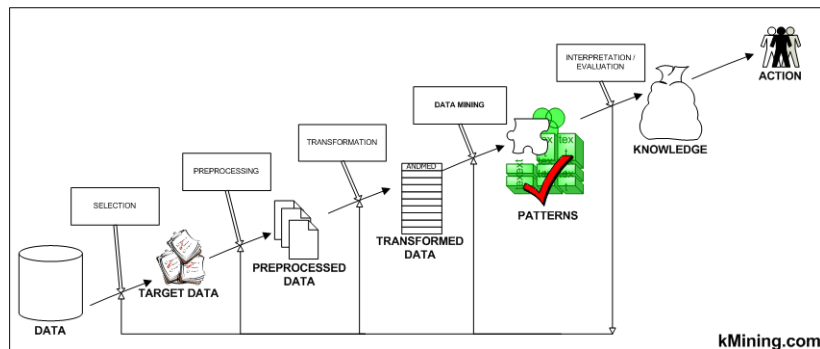 INTERPRETATION /
EVALUATION
ACTION
DATA MINING
KNOWLEDGE
TRANSFORMATION
ANDMED
PATTERNS
PREPROCESSING
TRANSFORMED
DATA
SELECTION
PREPROCESSED
DATA
TARGET DATA
DATA
kMining.com